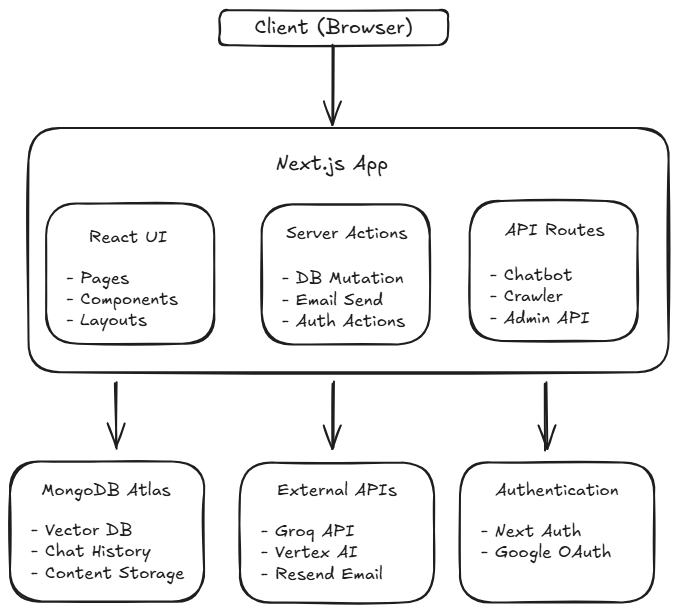 Client (Browser)
Next.js App
React UI
- Pages
- Components
- Layouts
Server Actions
- DB Mutation
- Email Send
- Auth Actions
API Routes
- Chatbot
- Crawler
- Admin API
MongoDB Atlas
- Vector DB
- Chat History
- Content Storage
External APIs
- Groq API
- Vertex AI
- Resend Email
Authentication
- Next Auth
- Google OAuth